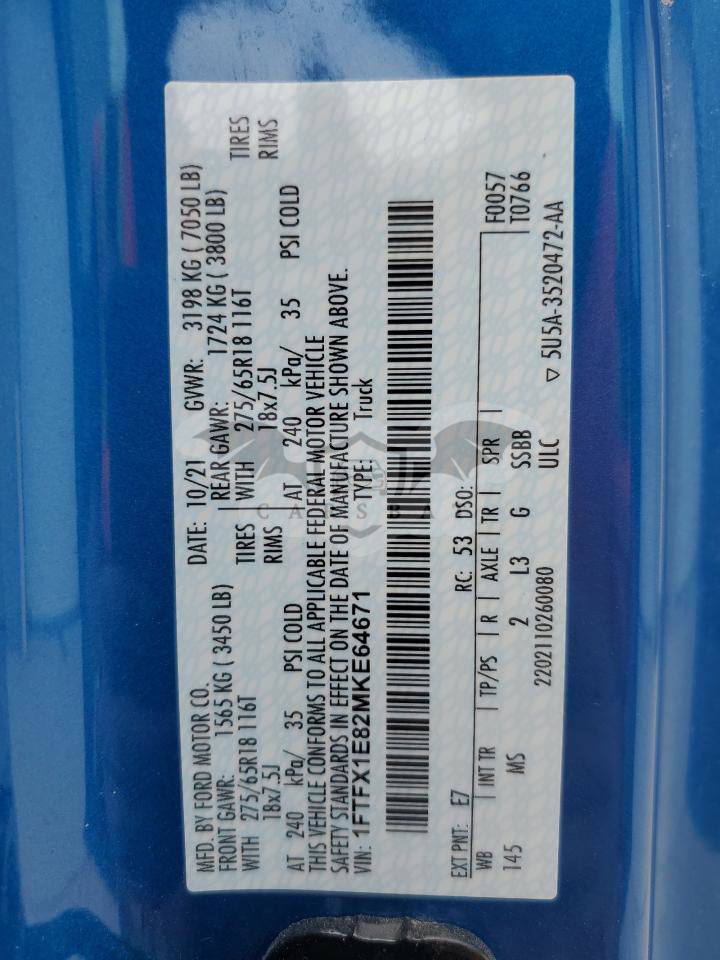 MFD. BY FORD MOTOR CO. DATE: 10/21 GVWR: 3198 KG ( 7050 LB)
FRONT GAWR: 1565 KG ( 3450 LB) REAR GAWR: 1724 KG ( 3800 LB)
WITH 275/65R18 116T TIRES WITH 275/65R18 116T TIRES
18x7.5J RIMS 18x7.5J RIMS
AT 240 kPa/ 35 PSI COLD AT 240 kPa/ 35 PSI COLD
THIS VEHICLE CONFORMS TO ALL APPLICABLE FEDERAL MOTOR VEHICLE
SAFETY STANDARDS IN EFFECT ON THE DATE OF MANUFACTURE SHOWN ABOVE.
VIN: 1FTFX1E82MKE64671 TYPE: Truck
EXT PNT: E7 RC: 53 DSO:
WB | INT TR | TP/PS | R | AXLE | TR | SPR | F0057
145 MS 2 L3 G SSBB T0766
2202110260080 ULC
▽ 5U5A-3520472-AA